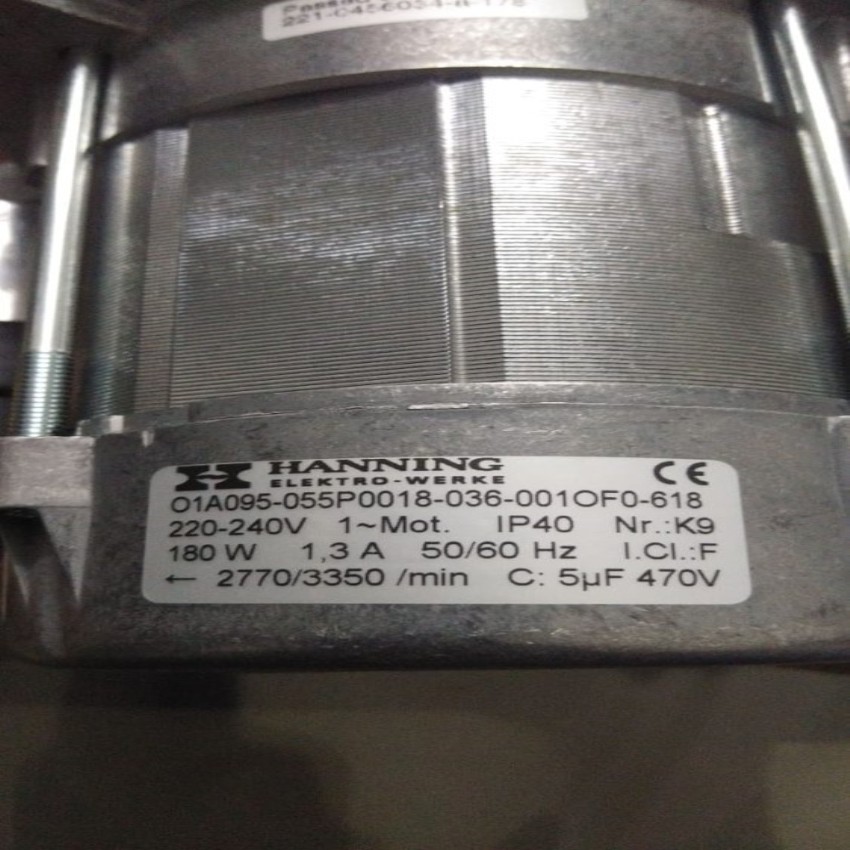 HANNING
ELEKTRO-WERKE
CE
O1A095-055P0018-036-001OF0-618
220-240V 1~Mot. IP40 Nr.:K9
180 W 1,3 A 50/60 Hz I.Cl.:F
← 2770/3350 /min C: 5µF 470V